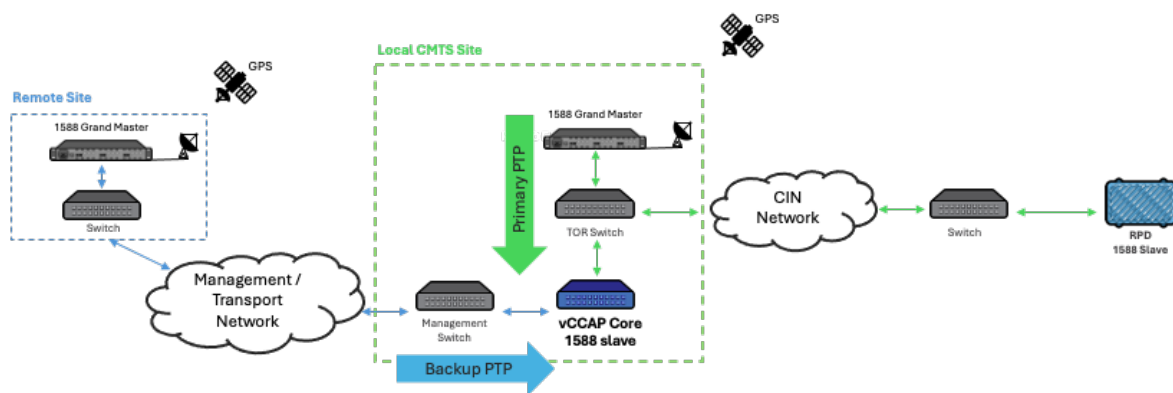 GPS
GPS
Local CMTS Site
Remote Site
1588 Grand Master
1588 Grand Master
Primary PTP
CIN
Network
Switch
TOR Switch
Switch
RPD
1588 Slave
Management /
Transport
Network
Management
Switch
vCCAP Core
1588 slave
Backup PTP